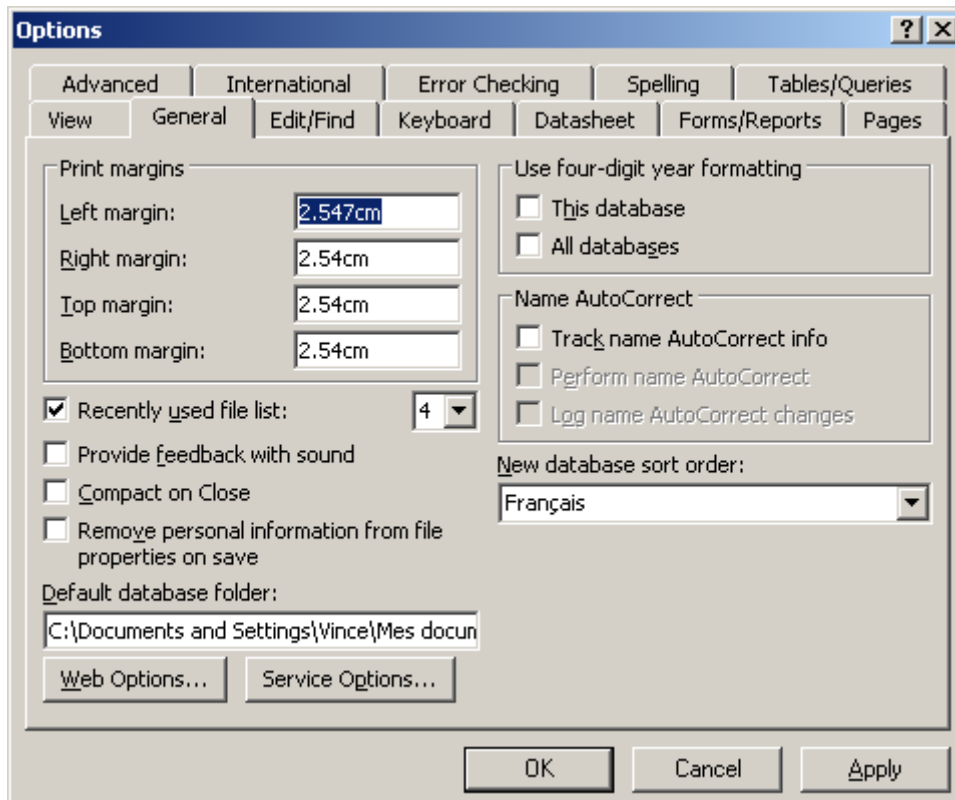 Options
Advanced International Error Checking Spelling Tables/Queries
View General Edit/Find Keyboard Datasheet Forms/Reports Pages
Print margins
Left margin: 2.547cm
Right margin: 2.54cm
Top margin: 2.54cm
Bottom margin: 2.54cm
Recently used file list: 4
Provide feedback with sound
Compact on Close
Remove personal information from file
properties on save
Default database folder:
C:\Documents and Settings\Vince\Mes docun
Web Options... Service Options...
Use four-digit year formatting
This database
All databases
Name AutoCorrect
Track name AutoCorrect info
Perform name AutoCorrect
Log name AutoCorrect changes
New database sort order:
Français
OK Cancel Apply